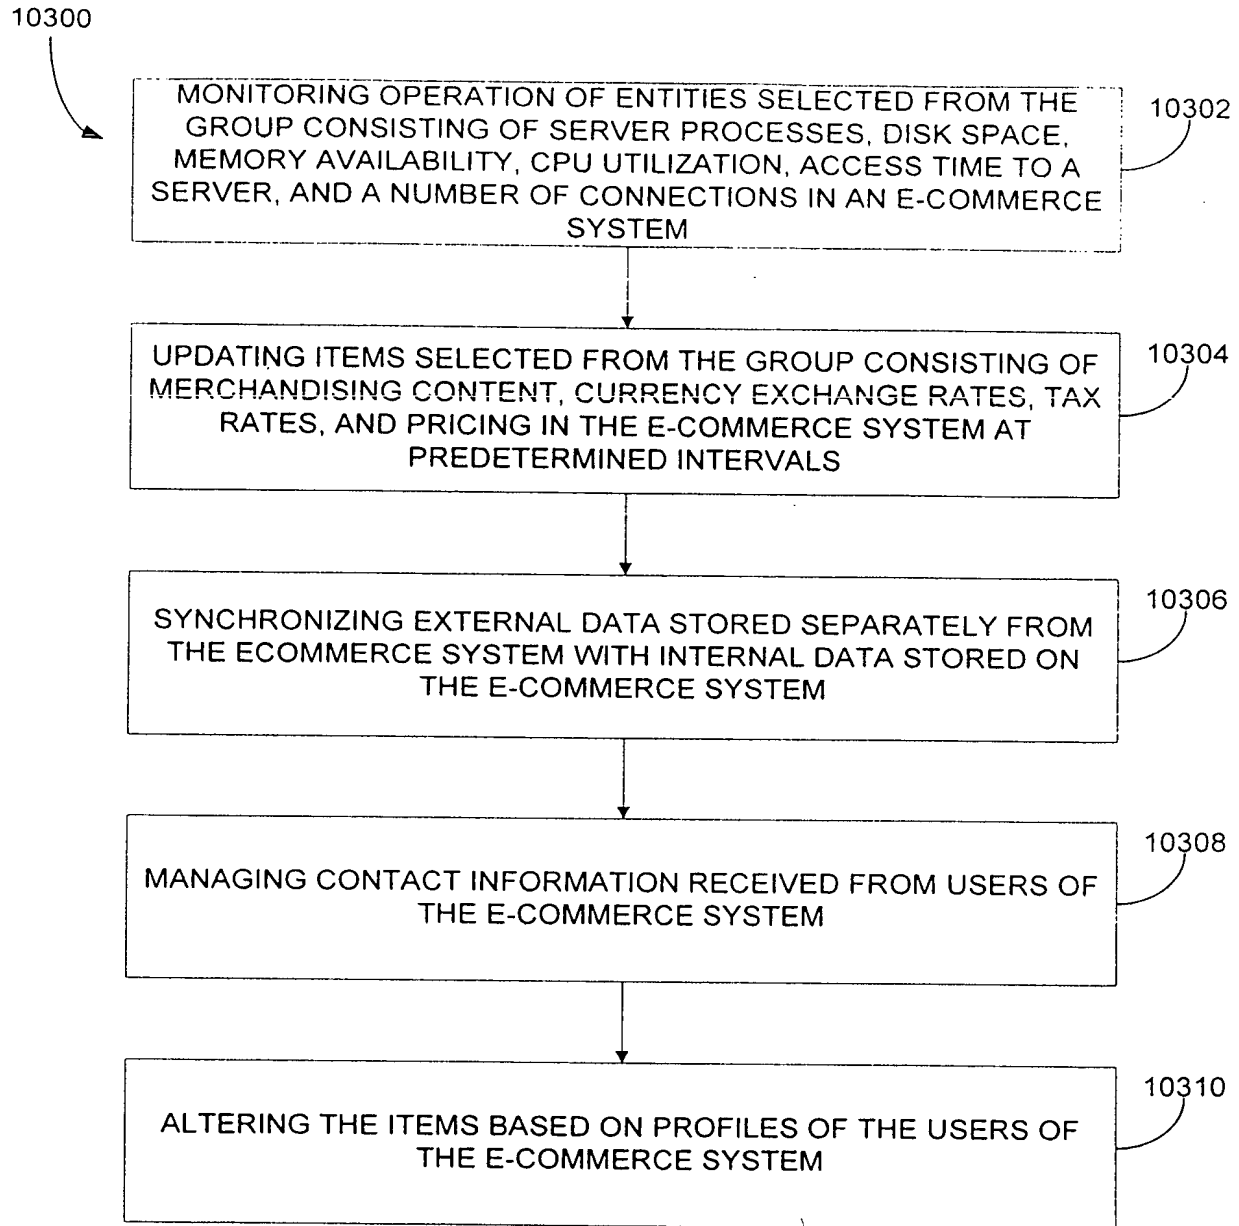 10300
MONITORING OPERATION OF ENTITIES SELECTED FROM THE
GROUP CONSISTING OF SERVER PROCESSES, DISK SPACE,
MEMORY AVAILABILITY, CPU UTILIZATION, ACCESS TIME TO A
SERVER, AND A NUMBER OF CONNECTIONS IN AN E-COMMERCE
SYSTEM
10302
UPDATING ITEMS SELECTED FROM THE GROUP CONSISTING OF
MERCHANDISING CONTENT, CURRENCY EXCHANGE RATES, TAX
RATES, AND PRICING IN THE E-COMMERCE SYSTEM AT
PREDETERMINED INTERVALS
10304
SYNCHRONIZING EXTERNAL DATA STORED SEPARATELY FROM
THE ECOMMERCE SYSTEM WITH INTERNAL DATA STORED ON
THE E-COMMERCE SYSTEM
10306
MANAGING CONTACT INFORMATION RECEIVED FROM USERS OF
THE E-COMMERCE SYSTEM
10308
ALTERING THE ITEMS BASED ON PROFILES OF THE USERS OF
THE E-COMMERCE SYSTEM
10310